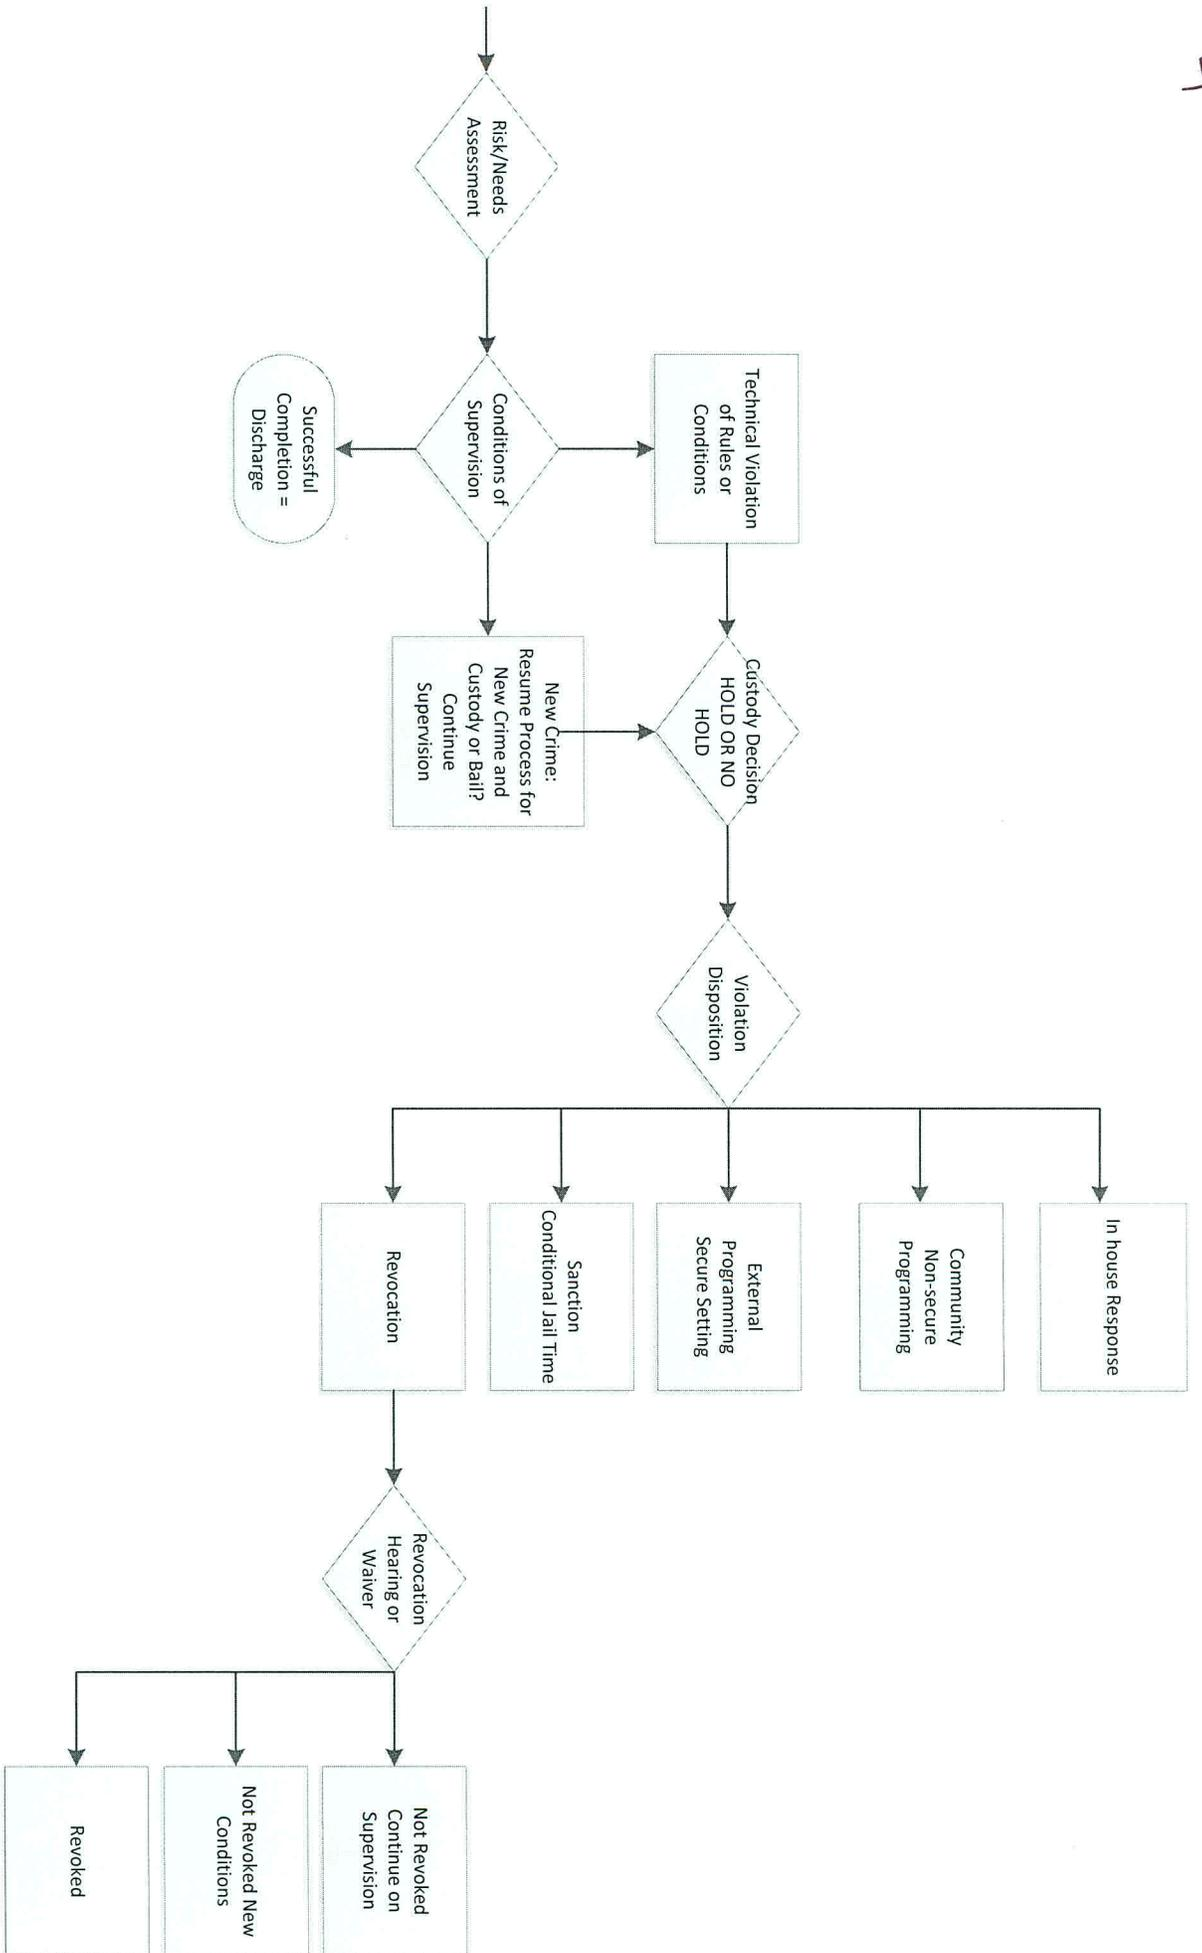 Risk/Needs
Assessment
Conditions of
Supervision
Successful
Completion =
Discharge
Technical Violation
of Rules or
Conditions
New Crime:
Resume Process for
New Crime and
Custody or Bail?
Continue
Supervision
Custody Decision
HOLD OR NO
HOLD
Violation
Disposition
In house Response
Community
Non-secure
Programming
External
Programming
Secure Setting
Sanction
Conditional Jail Time
Revocation
Revocation
Hearing or
Waiver
Not Revoked
Continue on
Supervision
Not Revoked New
Conditions
Revoked